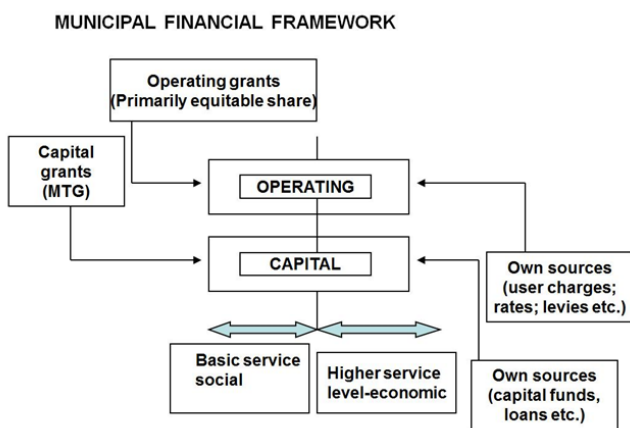 MUNICIPAL FINANCIAL FRAMEWORK
Operating grants
(Primarily equitable share)
Capital
grants
(MTG)
OPERATING
CAPITAL
Own sources
(user charges;
rates; levies etc.)
Basic service
social
Higher service
level-economic
Own sources
(capital funds,
loans etc.)